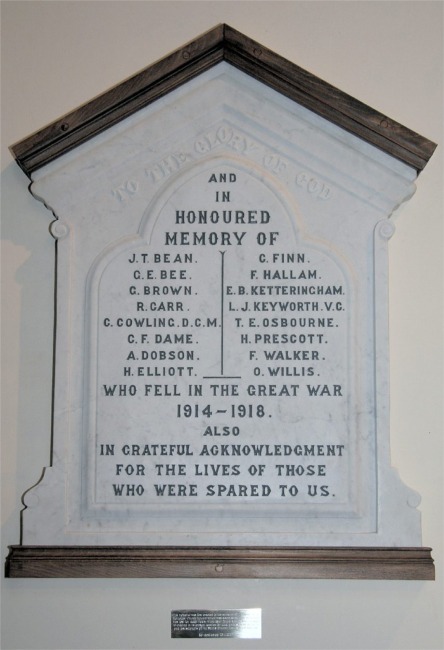 TO THE GLORY OF GOD
AND
IN
HONOURED
MEMORY OF
J.T. BEAN. C. FINN.
G.E. BEE. F. HALLAM.
G. BROWN. E.B. KETTERINGHAM.
R. CARR. L.J. KEYWORTH. V.C.
C. COWLING. D.C.M. T.E. OSBOURNE.
C.F. DAME. H. PRESCOTT.
A. DOBSON. F. WALKER.
H. ELLIOTT. O. WILLIS.
WHO FELL IN THE GREAT WAR
1914-1918.
ALSO
IN GRATEFUL ACKNOWLEDGMENT
FOR THE LIVES OF THOSE
WHO WERE SPARED TO US.